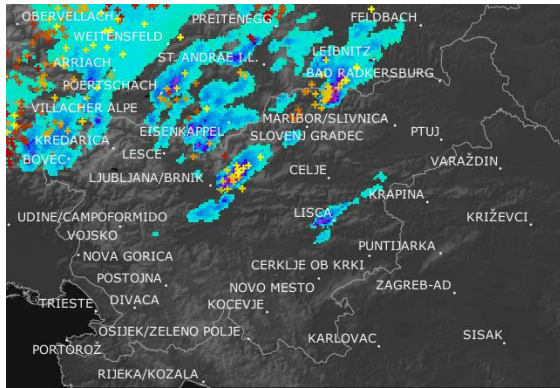 OBERVELLACH
PREITENEGG
FELDBACH
WEITENSFELD
ST. ANDRAE I.L.
LEIBNITZ
ARRIACH
BAD RADKERSBURG
POERTSCHACH
VILLACHER ALPE
MARIBOR/SLIVNICA
EISENKAPPEL
SLOVENJ GRADEC
PTUJ
KREDARICA
BOVEC
LESCE
VARAŽDIN
LJUBLJANA/BRNIK
CELJE
KRAPINA
UDINE/CAMPOFORMIDO
LISCA
KRIŽEVCI
VOJSKO
NOVA GORICA
PUNTIJARKA
CERKLJE OB KRKI
POSTOJNA
NOVO MESTO
ZAGREB-AD
TRIESTE
DIVACA
KOCEVJE
OSIJEK/ZELENO POLJE
KARLOVAC
SISAK
PORTOROŽ
RIJEKA/KOZALA